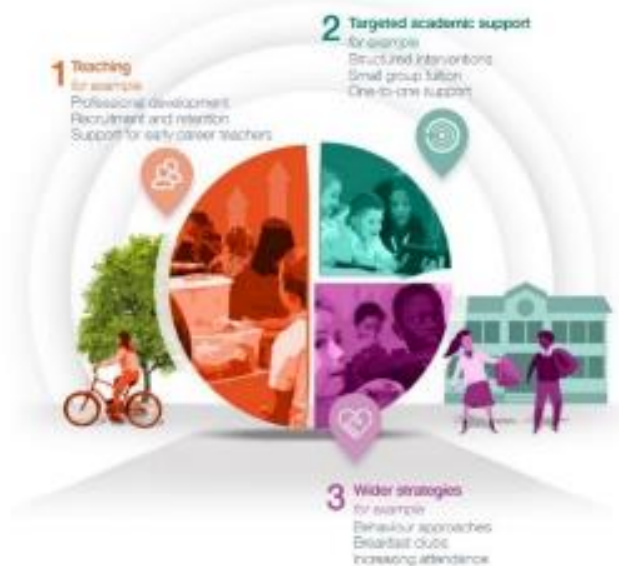 1 Teaching
for example
Professional development
Recruitment and retention
Support for early career teachers
2 Targeted academic support
for example
Structured interventions
Small group tuition
One-to-one support
3 Wider strategies
for example
Behaviour approaches
Breakfast clubs
Increasing attendance